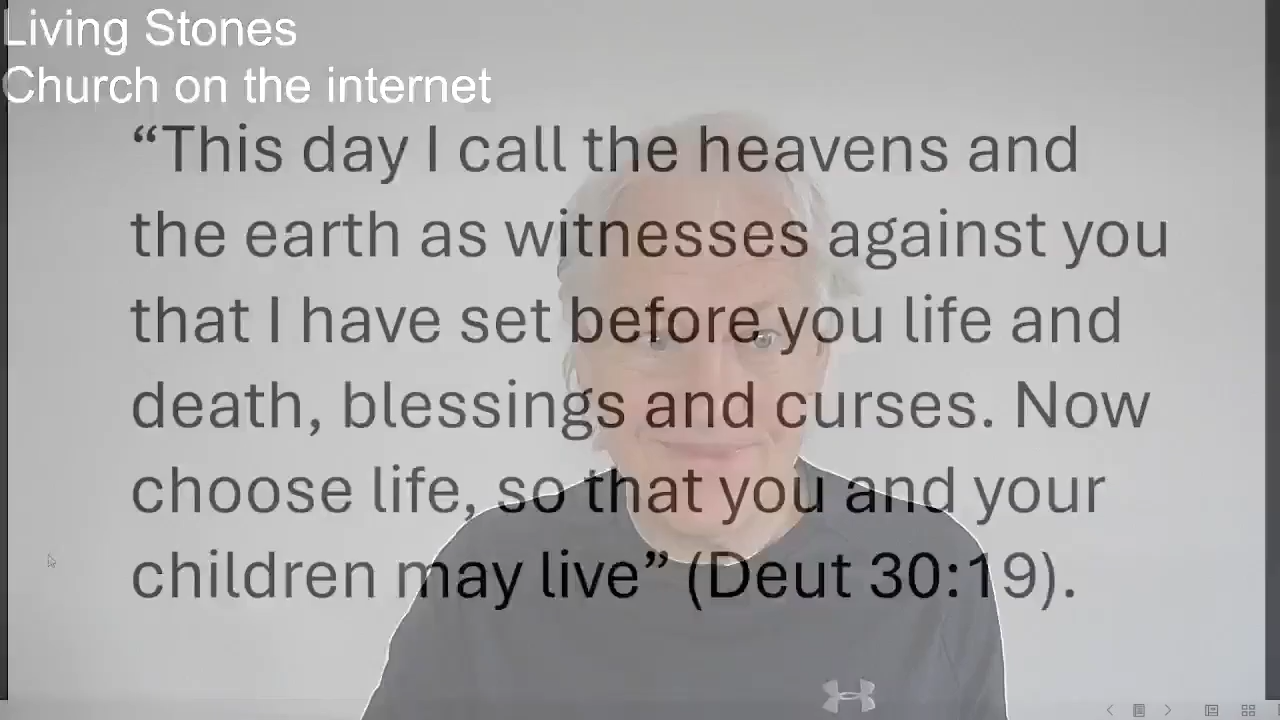 Living Stones
Church on the internet
“This day I call the heavens and
the earth as witnesses against you
that I have set before you life and
death, blessings and curses. Now
choose life, so that you and your
children may live” (Deut 30:19).